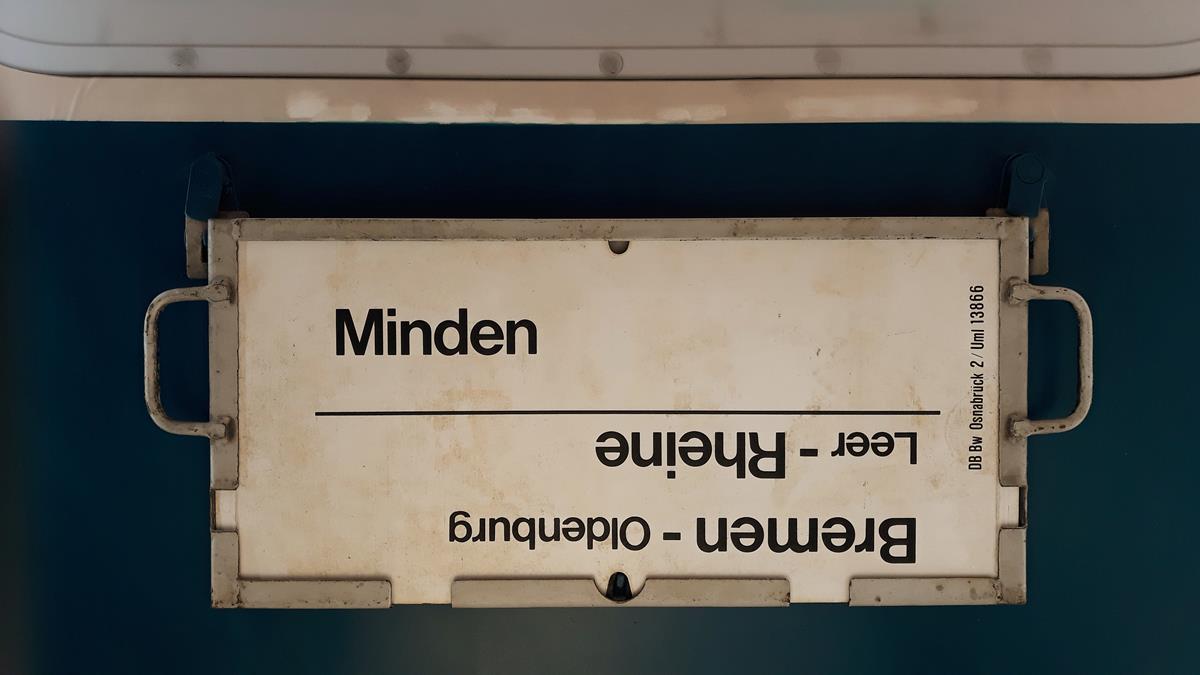 Minden
Bremen - Oldenburg
Leer - Rheine
DB Bw Osnabrück 2 / Uml 13866